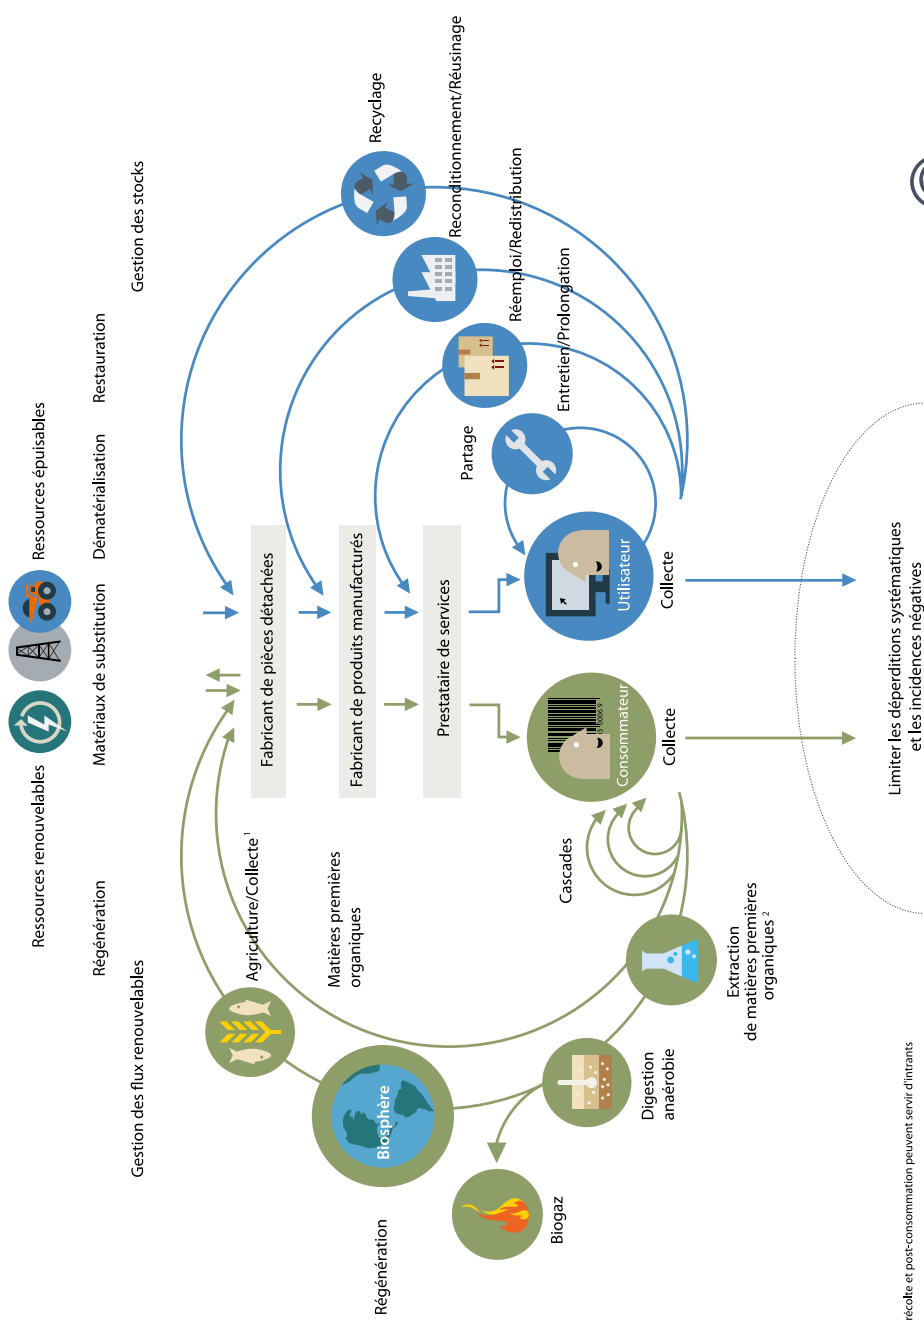 Ressources renouvelables
Ressources épuisables
Régénération
Matériaux de substitution
Dématérialisation
Restauration
Gestion des flux renouvelables
Gestion des stocks
Agriculture/Collecte 1
Fabricant de pièces détachées
Matières premières
organiques
Fabricant de produits manufacturés
Recyclage
Régénération
Biosphère
Prestataire de services
Reconditionnement/Réusinage
Partage
Réemploi/Redistribution
Biogaz
Cascades
Entretien/Prolongation
8 0006 9
Consommateur
Utilisateur
Digestion
anaérobie
Collecte
Collecte
Extraction
de matières premières
organiques 2
Limiter les déperditions systématiques
et les incidences négatives
récolte et post-consommation peuvent servir d'intrants